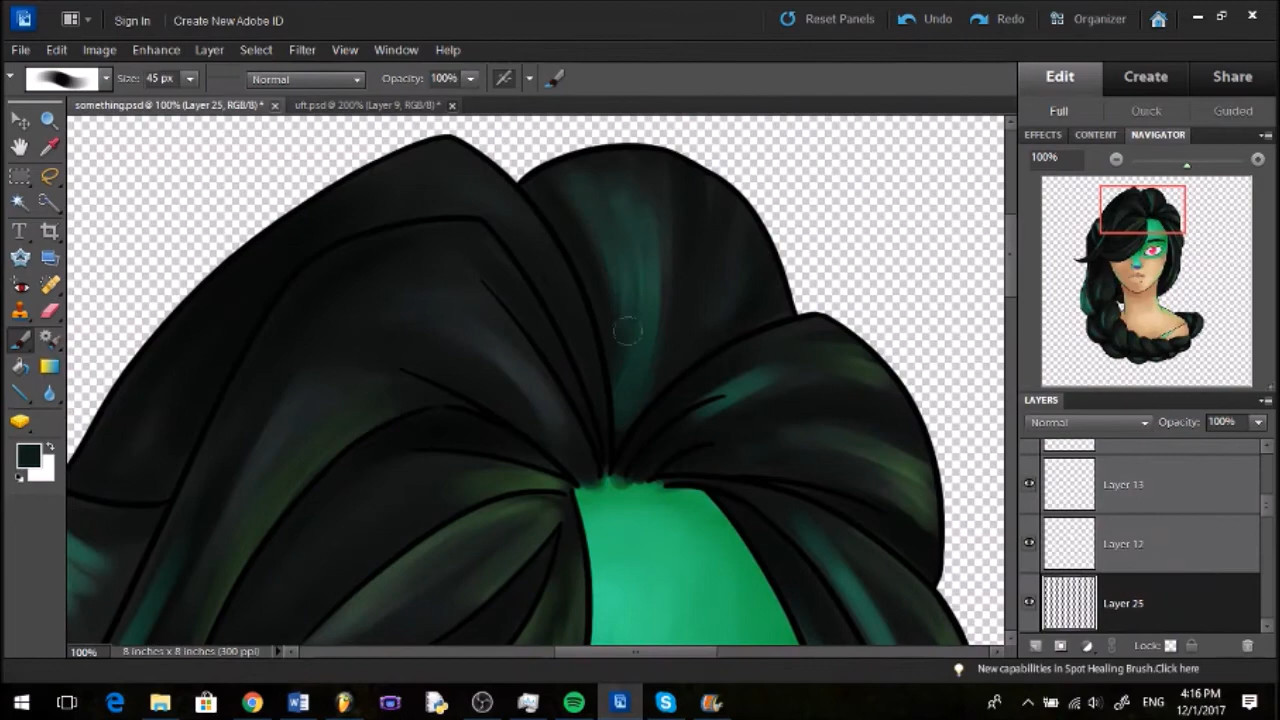 Sign In Create New Adobe ID Reset Panels Undo Redo Organizer
File Edit Image Enhance Layer Select Filter View Window Help
Size: 45 px Normal Opacity: 100%
Edit Create Share
something.psd @ 100% (Layer 25, RGB/8) * uft.psd @ 200% (Layer 9, RGB/8) *
Full Quick Guided
EFFECTS CONTENT NAVIGATOR
100%
LAYERS
Normal Opacity: 100%
Layer 13
Layer 12
Layer 25
100% 8 inches x 8 inches (300 ppi) Lock:
New capabilities in Spot Healing Brush.Click here
ENG
4:16 PM
12/1/2017